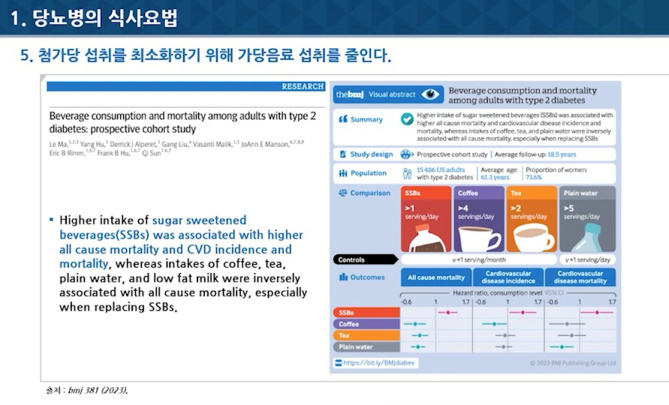 1. 당뇨병의 식사요법
5. 첨가당 섭취를 최소화하기 위해 가당음료 섭취를 줄인다.
RESEARCH
Beverage consumption and mortality among adults with type 2
diabetes: prospective cohort study
Le Ma, Yang Hu, Derrick J Alperet, Gang Liu, Vasanti Malik, JoAnn E Manson,
Eric B Rimm, Frank B Hu, Qi Sun
▪ Higher intake of sugar sweetened
beverages(SSBs) was associated with higher
all cause mortality and CVD incidence and
mortality, whereas intakes of coffee, tea,
plain water, and low fat milk were inversely
associated with all cause mortality, especially
when replacing SSBs.
thebmj Visual abstract
Beverage consumption and mortality
among adults with type 2 diabetes
Summary
Higher intake of sugar sweetened beverages (SSBs) was associated with
higher all cause mortality and cardiovascular disease incidence and
mortality, whereas intakes of coffee, tea, and plain water were inversely
associated with all cause mortality, especially when replacing SSBs
Study design
Prospective cohort study | Average follow-up: 18.5 years
Population
15 486 US adults
with type 2 diabetes
Average age:
61.3 years
Proportion of women:
73.6%
Comparison
SSBs
>1
serving/day
Coffee
>4
serving/day
Tea
>2
serving/day
Plain water
>5
serving/day
Controls
v <1 serving/month
v <1 serving/day
Outcomes
All cause mortality
Cardiovascular
disease incidence
Cardiovascular
disease mortality
Hazard ratio, consumption level 95% CI
-0.6 1 1.7 -0.6 1 1.7 -0.6 1 1.7
SSBs
Coffee
Tea
Plain water
https://bit.ly/BMJdiabev
© 2023 BMJ Publishing Group Ltd
출처 : bmj 381 (2023).